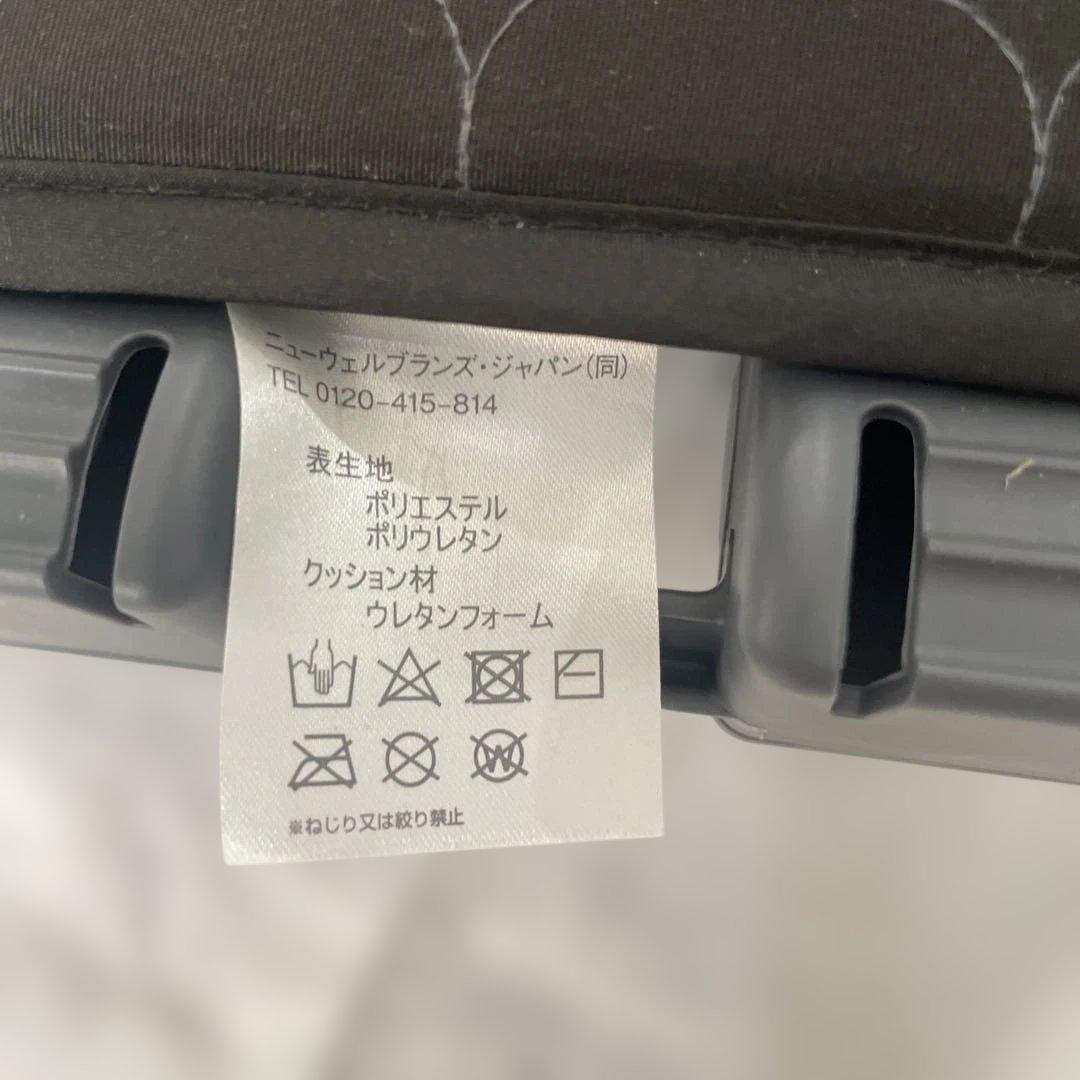 ニューウェルブランズ・ジャパン(同)
TEL 0120-415-814
表生地
ポリエステル
ポリウレタン
クッション材
ウレタンフォーム
W
※ねじり又は絞り禁止